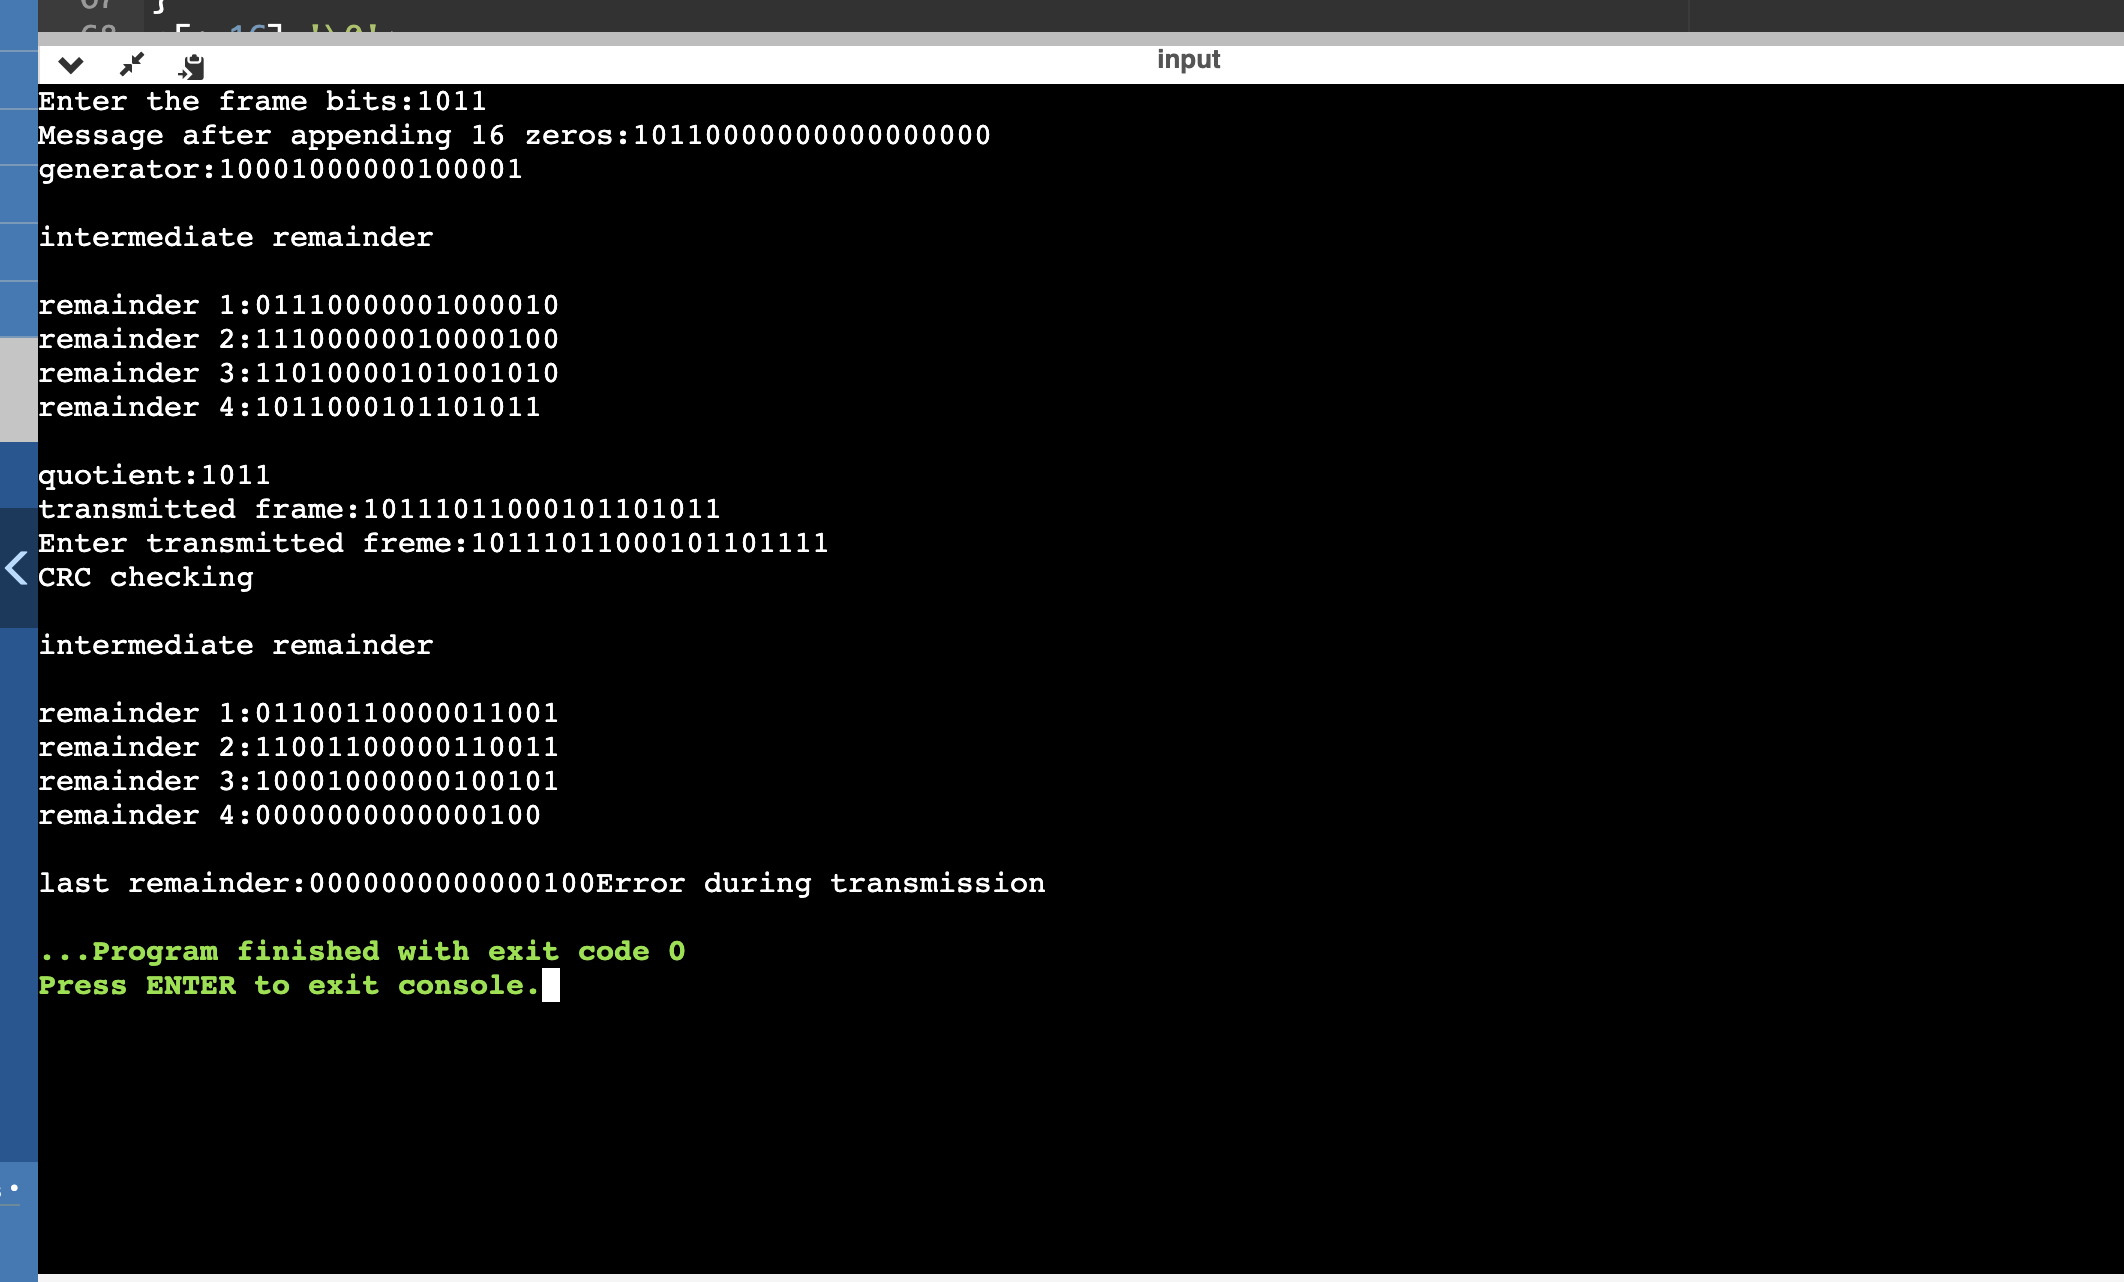 67 }
input
Enter the frame bits:1011
Message after appending 16 zeros:10110000000000000000
generator:10001000000100001
intermediate remainder
remainder 1:01110000001000010
remainder 2:11100000010000100
remainder 3:11010000101001010
remainder 4:1011000101101011
quotient:1011
transmitted frame:10111011000101101011
Enter transmitted freme:10111011000101101111
CRC checking
intermediate remainder
remainder 1:01100110000011001
remainder 2:11001100000110011
remainder 3:10001000000100101
remainder 4:0000000000000100
last remainder:0000000000000100Error during transmission
...Program finished with exit code 0
Press ENTER to exit console.